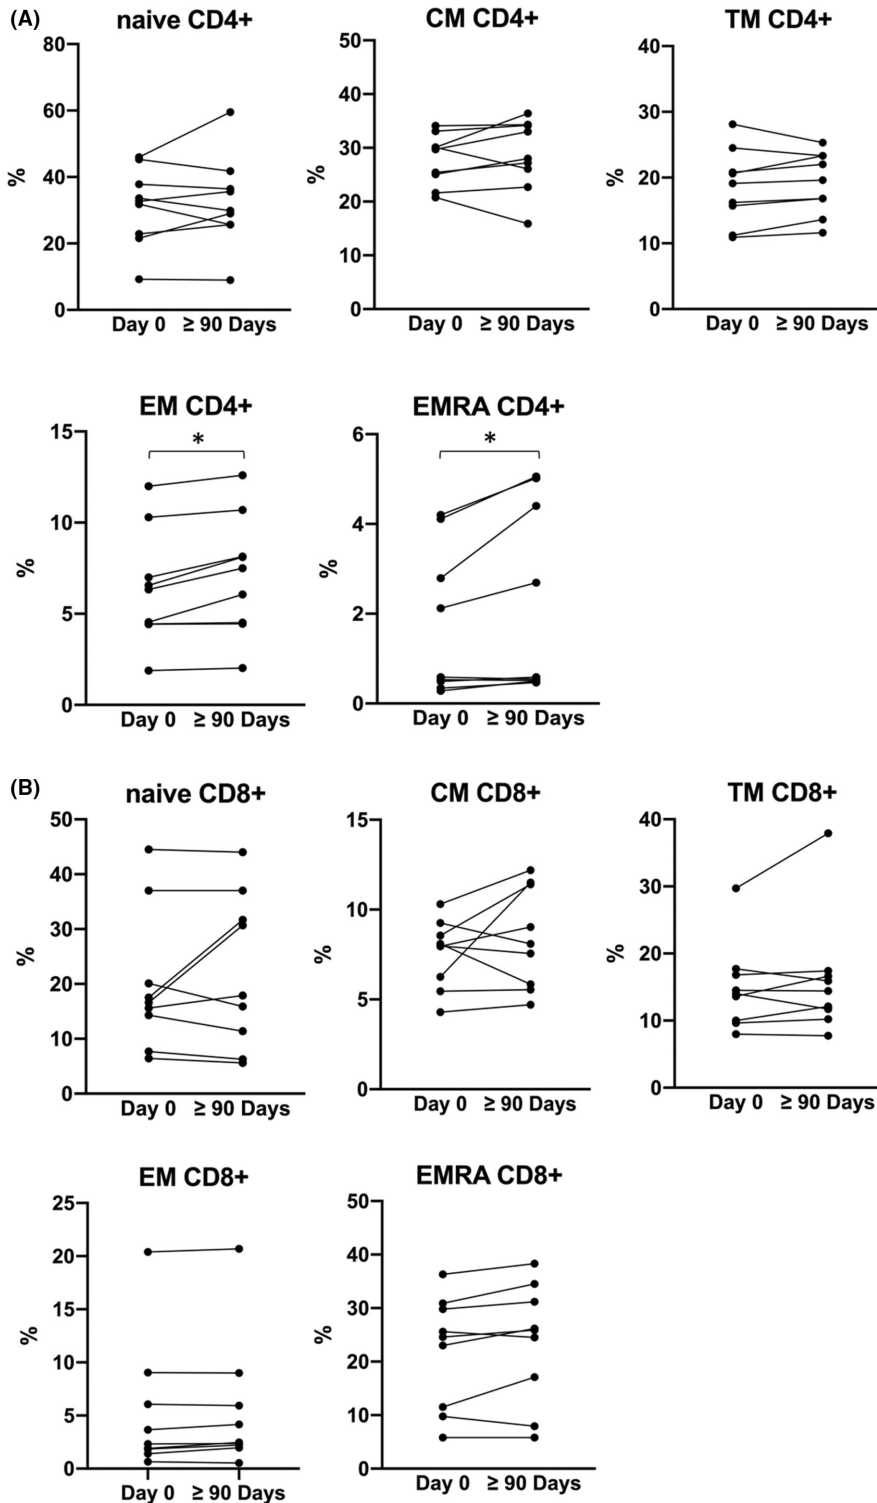 (A)
naive CD4+ CM CD4+ TM CD4+
80 50 40
60 40 30
40 30 20
20 20 10
0 10 0
0
% % %
Day 0 ≥ 90 Days Day 0 ≥ 90 Days Day 0 ≥ 90 Days
EM CD4+ EMRA CD4+
* *
15 6
10 4
5 2
0 0
% %
Day 0 ≥ 90 Days Day 0 ≥ 90 Days
(B)
naive CD8+ CM CD8+ TM CD8+
50 15 40
40 10 30
30 5 20
20 0 10
10 0
0
% % %
Day 0 ≥ 90 Days Day 0 ≥ 90 Days Day 0 ≥ 90 Days
EM CD8+ EMRA CD8+
25 50
20 40
15 30
10 20
5 10
0 0
% %
Day 0 ≥ 90 Days Day 0 ≥ 90 Days